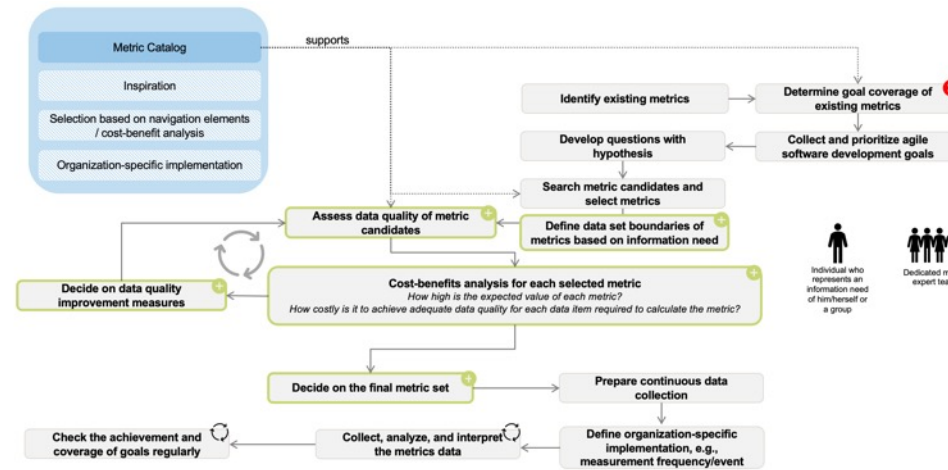 Metric Catalog
supports
Inspiration
Selection based on navigation elements
/ cost-benefit analysis
Organization-specific implementation
Identify existing metrics
Determine goal coverage of
existing metrics
Develop questions with
hypothesis
Collect and prioritize agile
software development goals
Search metric candidates and
select metrics
Assess data quality of metric
candidates
Define data set boundaries of
metrics based on information need
Decide on data quality
improvement measures
Cost-benefits analysis for each selected metric
How high is the expected value of each metric?
How costly is it to achieve adequate data quality for each data item required to calculate the metric?
Individual who
represents an
information need
of him/herself or
a group
Dedicated
expert
Decide on the final metric set
Prepare continuous data
collection
Define organization-specific
implementation, e.g.,
measurement frequency/event
Collect, analyze, and interpret
the metrics data
Check the achievement and
coverage of goals regularly